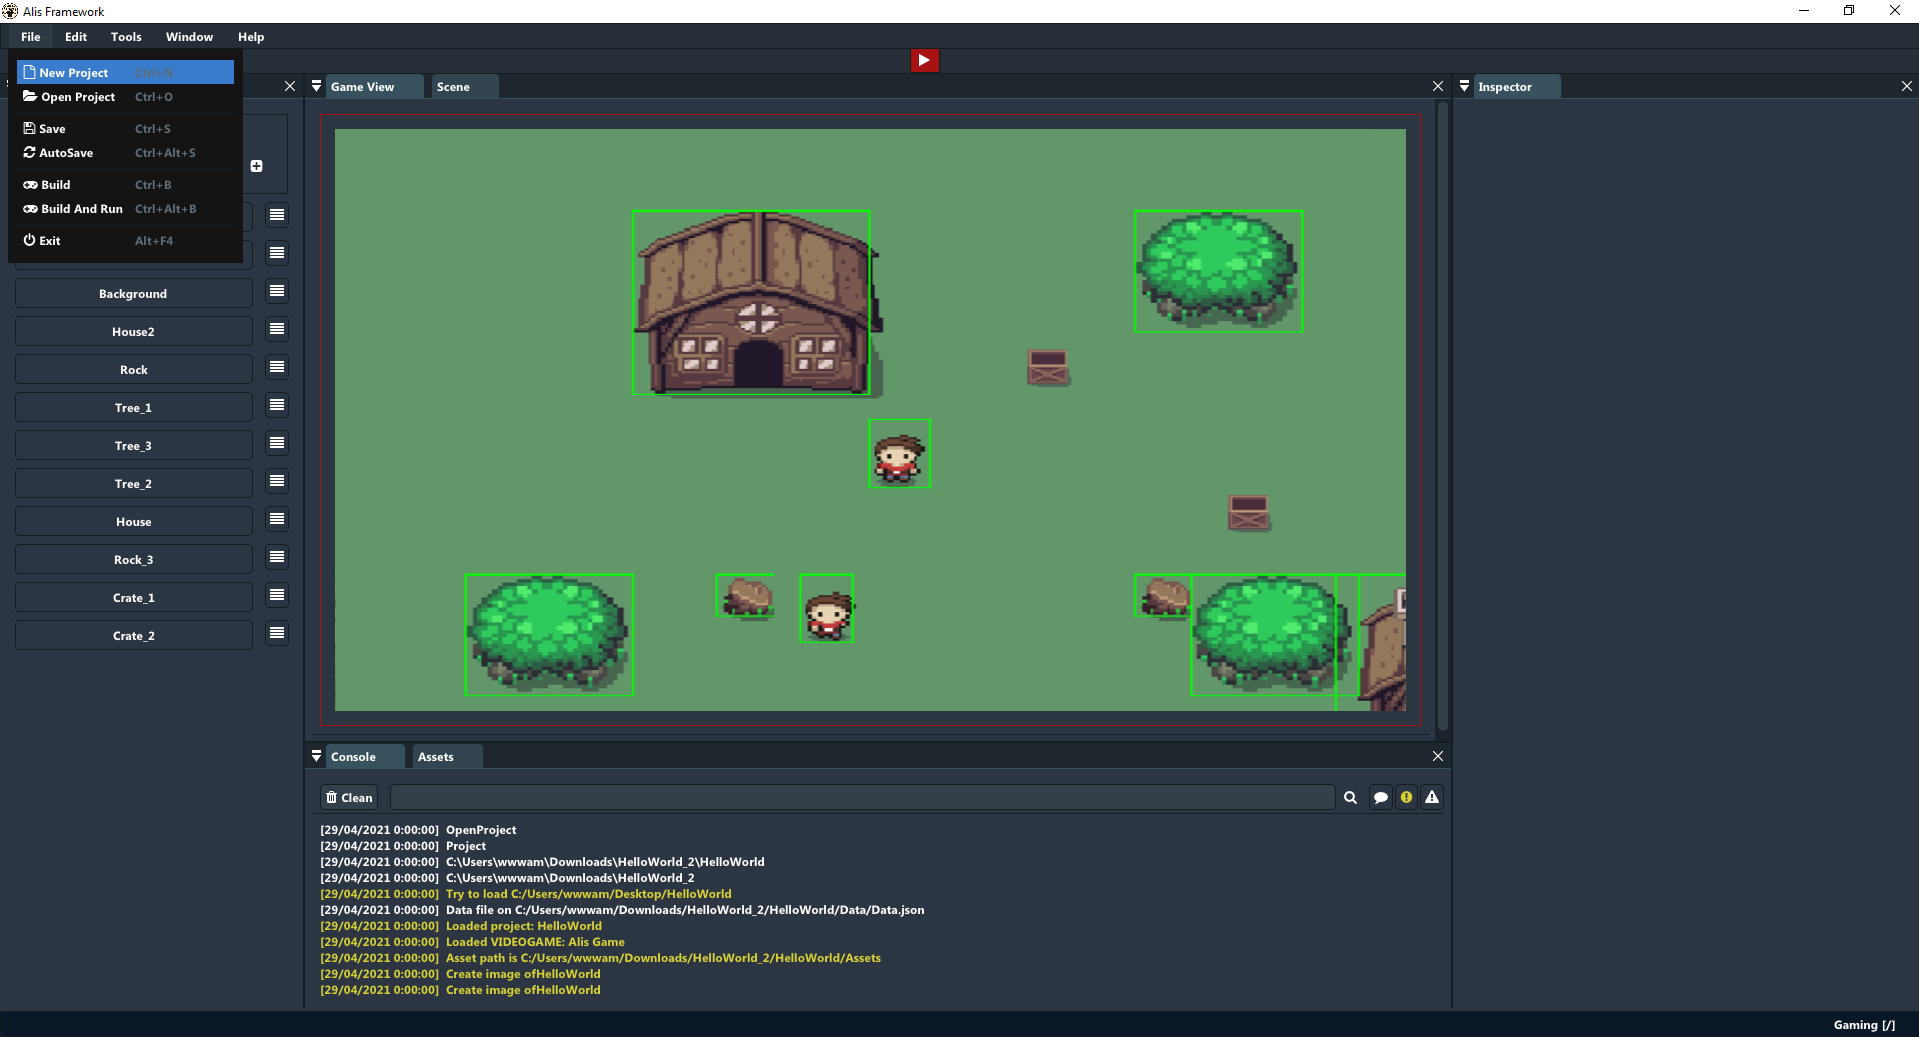 Alis Framework
File Edit Tools Window Help
New Project Ctrl+N
Open Project Ctrl+O
Save Ctrl+S
AutoSave Ctrl+Alt+S
Build Ctrl+B
Build And Run Ctrl+Alt+B
Exit Alt+F4
Background
House2
Rock
Tree_1
Tree_3
Tree_2
House
Rock_3
Crate_1
Crate_2
Game View Scene
Inspector
Console Assets
Clean
[29/04/2021 0:00:00] OpenProject
[29/04/2021 0:00:00] Project
[29/04/2021 0:00:00] C:\Users\wwwam\Downloads\HelloWorld_2\HelloWorld
[29/04/2021 0:00:00] C:\Users\wwwam\Downloads\HelloWorld_2
[29/04/2021 0:00:00] Try to load C:/Users/wwwam/Desktop/HelloWorld
[29/04/2021 0:00:00] Data file on C:/Users/wwwam/Downloads/HelloWorld_2/HelloWorld/Data/Data.json
[29/04/2021 0:00:00] Loaded project: HelloWorld
[29/04/2021 0:00:00] Loaded VIDEOGAME: Alis Game
[29/04/2021 0:00:00] Asset path is C:/Users/wwwam/Downloads/HelloWorld_2/HelloWorld/Assets
[29/04/2021 0:00:00] Create image ofHelloWorld
[29/04/2021 0:00:00] Create image ofHelloWorld
Gaming [/]